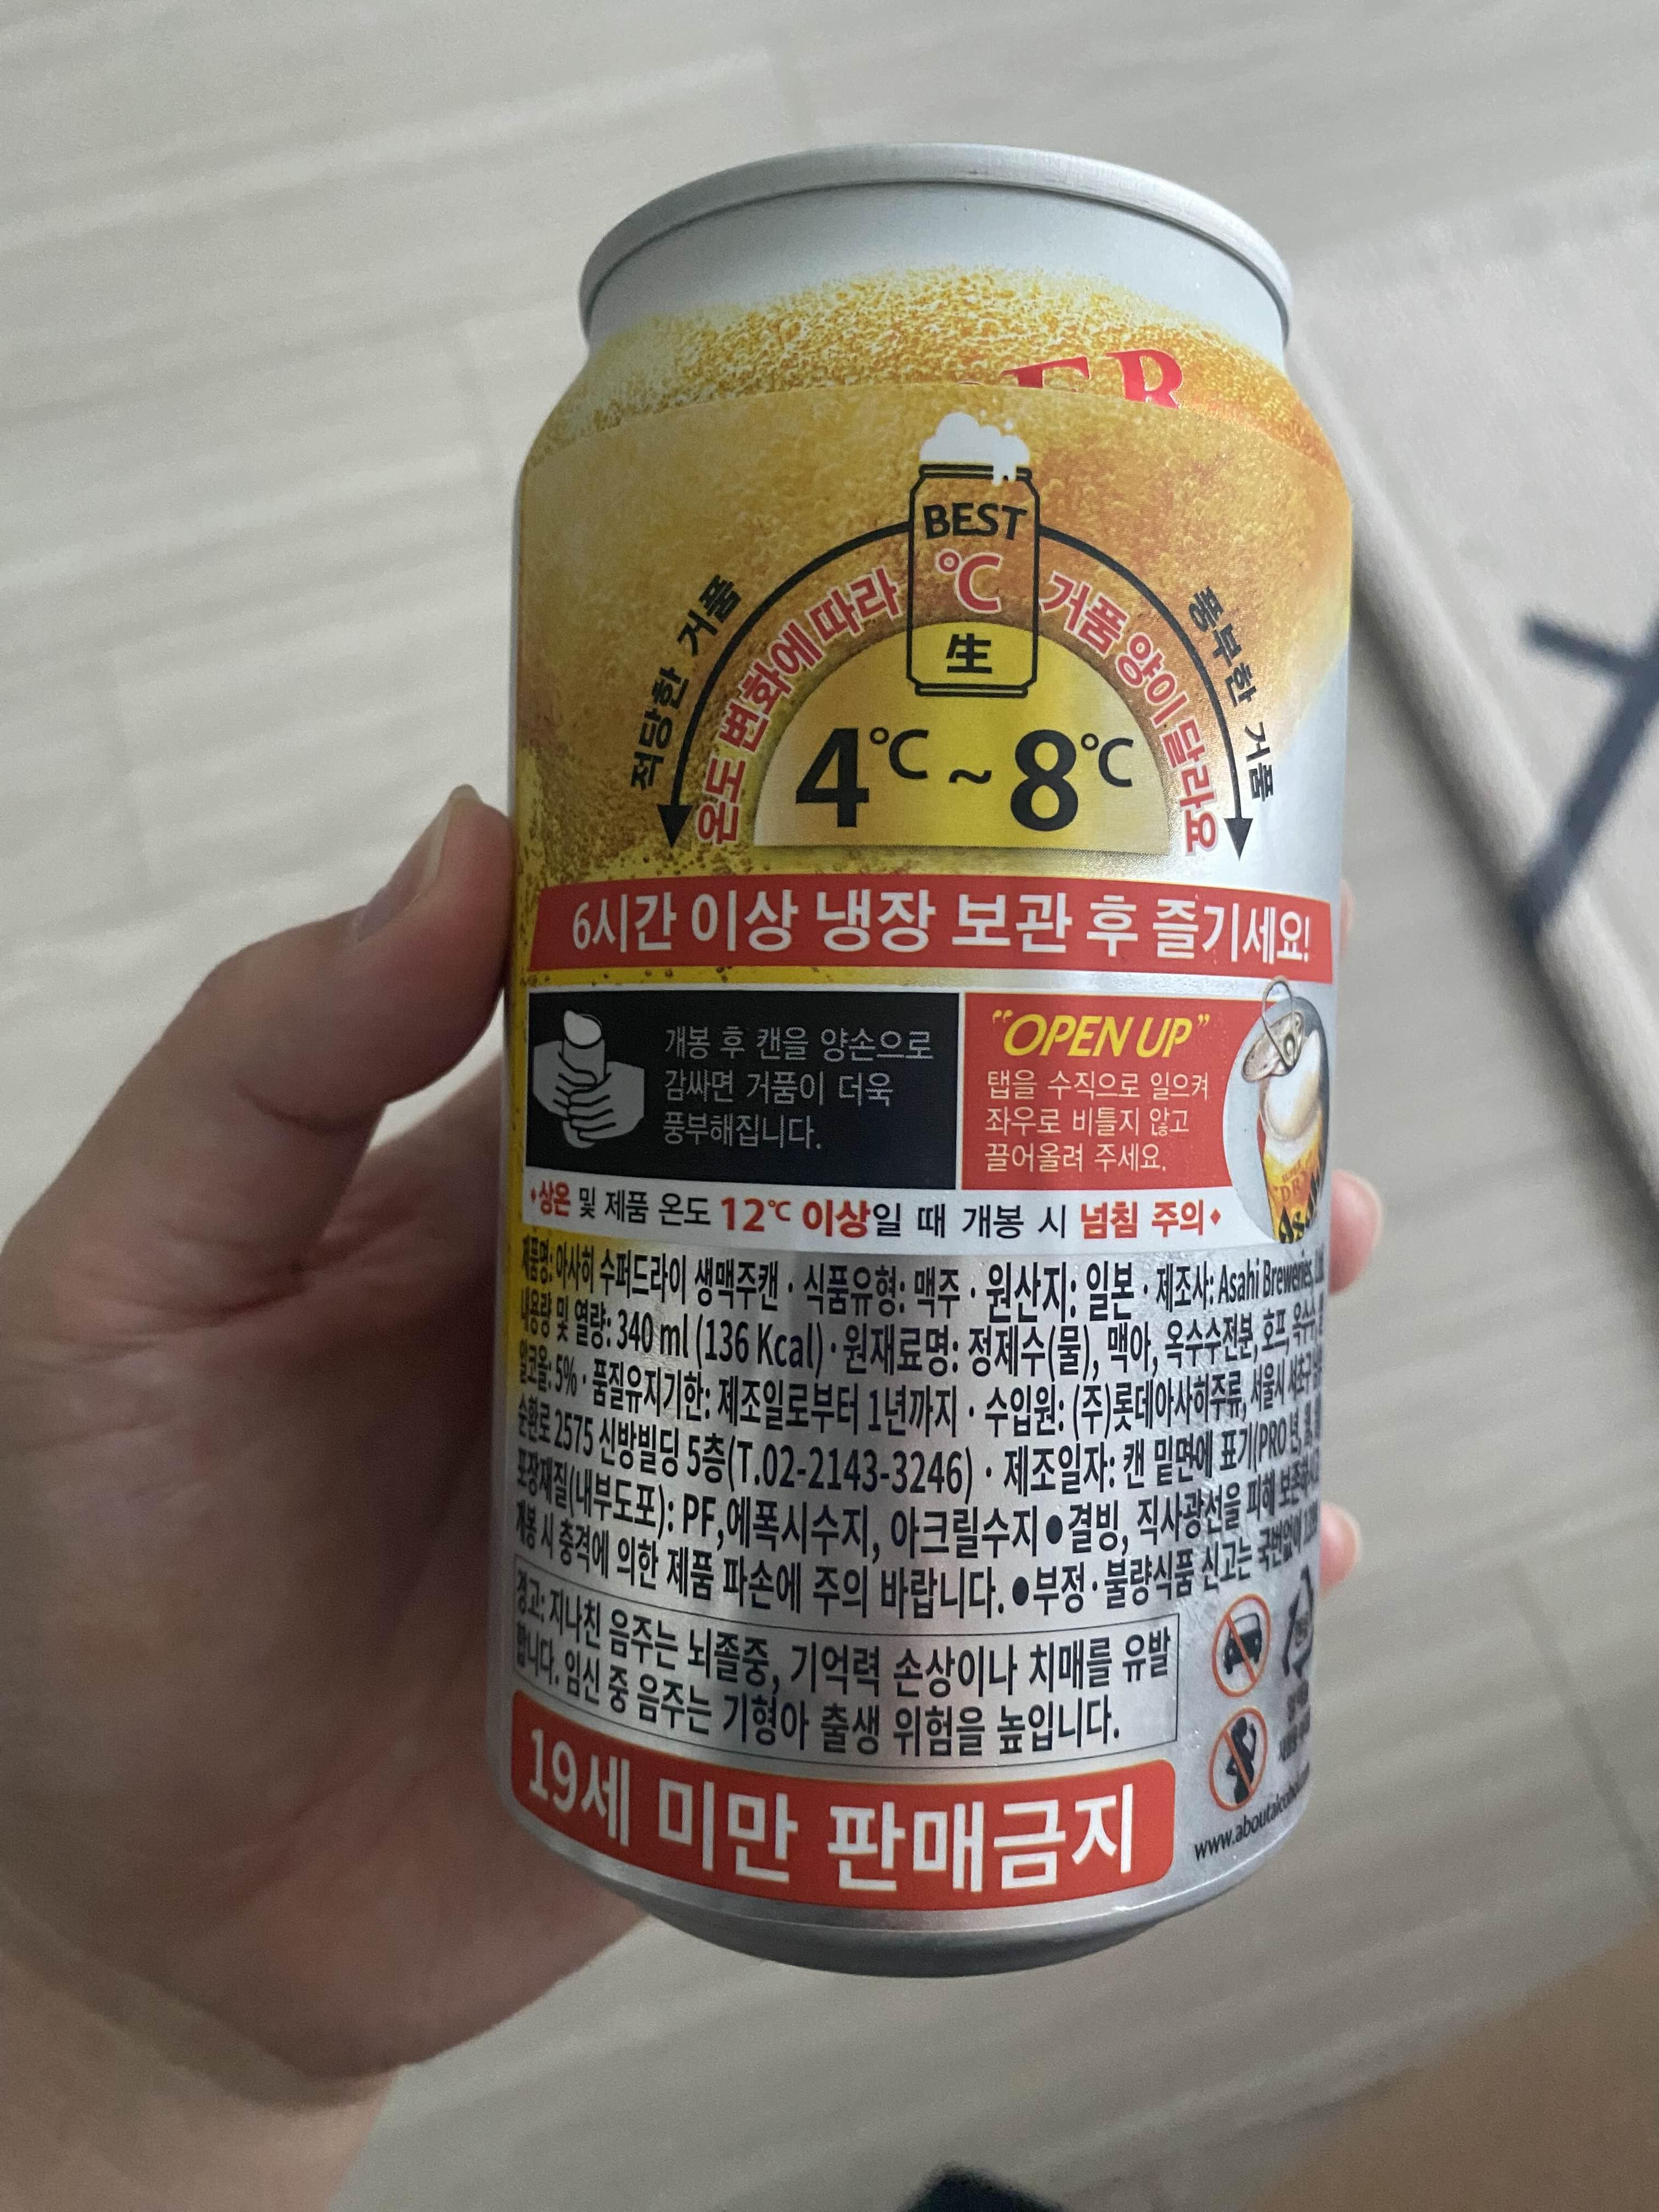 ER
BEST
℃
生
적당한 거품
온도 변화에 따라 거품 양이 달라요
풍부한 거품
4℃ ~ 8℃
6시간 이상 냉장 보관 후 즐기세요!
개봉 후 캔을 양손으로
감싸면 거품이 더욱
풍부해집니다.
"OPEN UP"
탭을 수직으로 일으켜
좌우로 비틀지 않고
끌어올려 주세요.
♦상온 및 제품 온도 12℃ 이상일 때 개봉 시 넘침 주의♦
제품명: 아사히 수퍼드라이 생맥주캔 · 식품유형: 맥주 · 원산지: 일본 · 제조사: Asahi Breweries,
내용량 및 열량: 340 ml (136 Kcal) · 원재료명: 정제수(물), 맥아, 옥수수전분, 호프, 옥수수,
알코올: 5% · 품질유지기한: 제조일로부터 1년까지 · 수입원: (주)롯데아사히주류, 서울시 서초구
순환로 2575 신방빌딩 5층(T.02-2143-3246) · 제조일자: 캔 밑면에 표기(PRO 년,
포장재질(내부도포): PF,에폭시수지, 아크릴수지 ●결빙, 직사광선을 피해
개봉 시 충격에 의한 제품 파손에 주의 바랍니다. ●부정·불량식품 신고는 국번없이
경고: 지나친 음주는 뇌졸중, 기억력 손상이나 치매를 유발
합니다. 임신 중 음주는 기형아 출생 위험을 높입니다.
19세 미만 판매금지